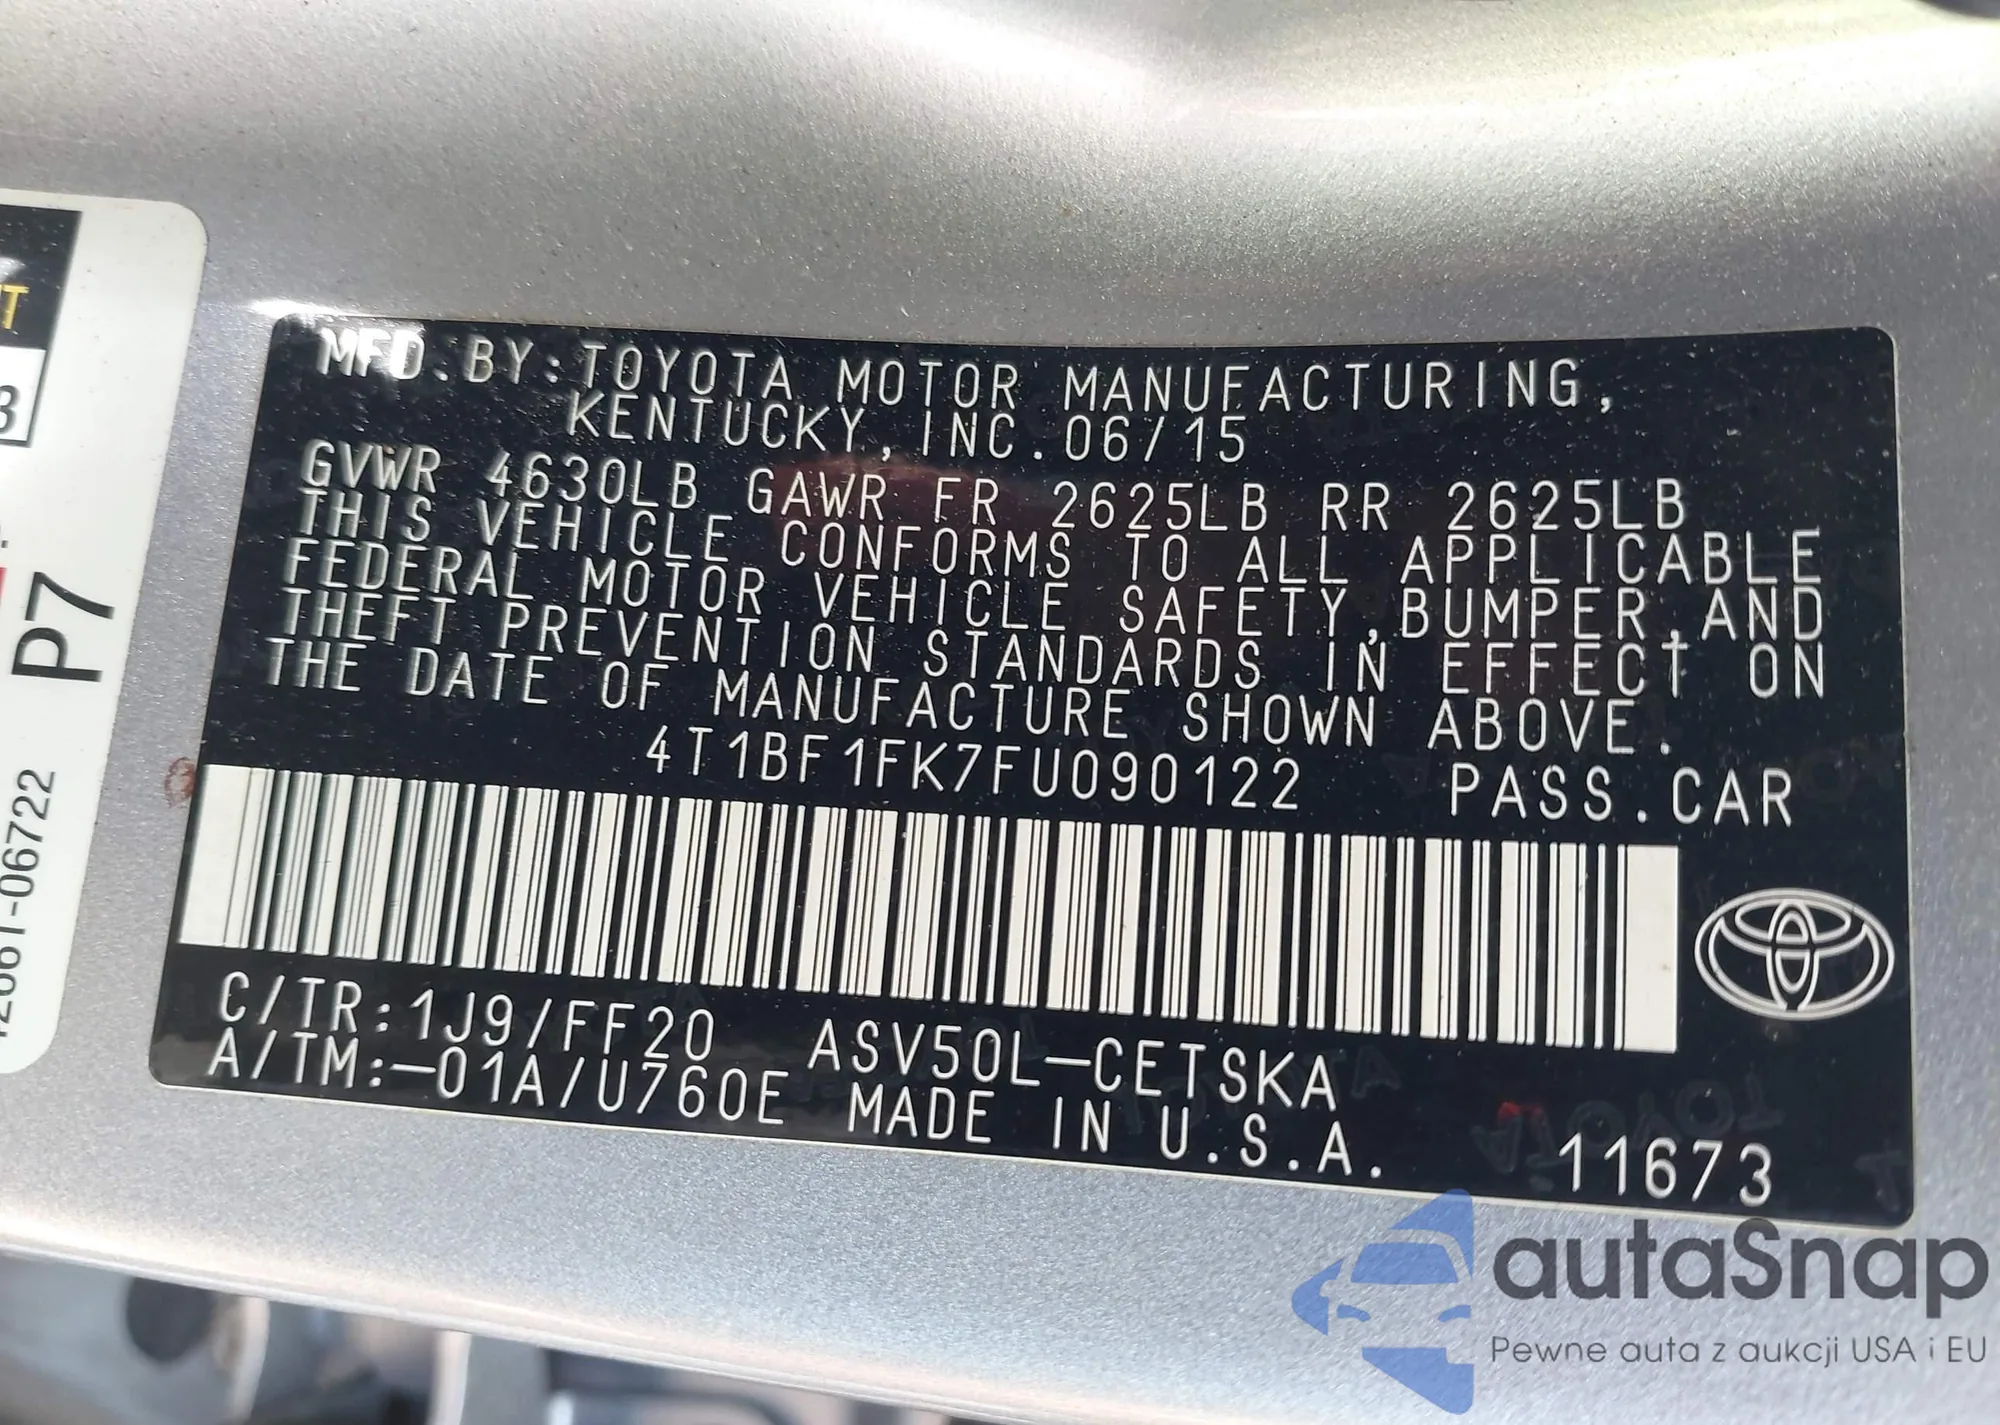 MFD.BY:TOYOTA MOTOR MANUFACTURING,
KENTUCKY,INC.06/15
GVWR 4630LB GAWR FR 2625LB RR 2625LB
THIS VEHICLE CONFORMS TO ALL APPLICABLE
FEDERAL MOTOR VEHICLE SAFETY,BUMPER,AND
THEFT PREVENTION STANDARDS IN EFFECT ON
THE DATE OF MANUFACTURE SHOWN ABOVE.
4T1BF1FK7FU090122 PASS.CAR
C/TR:1J9/FF20 ASV50L-CETSKA
A/TM:-01A/U760E MADE IN U.S.A.
11673
P7
autaSnap
Pewne auta z aukcji USA i EU